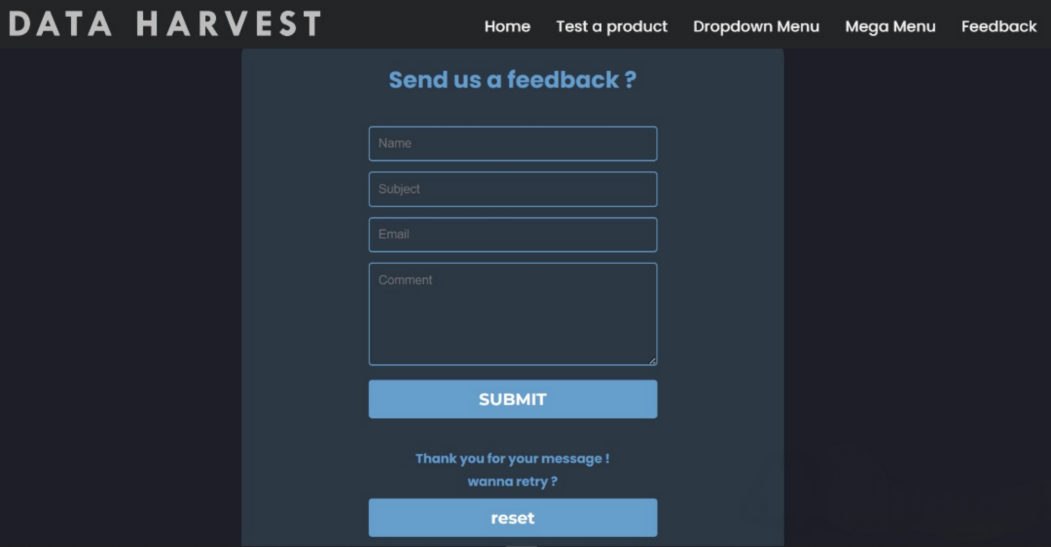 DATA HARVEST
Home Test a product Dropdown Menu Mega Menu Feedback
Send us a feedback ?
Name
Subject
Email
Comment
SUBMIT
Thank you for your message !
wanna retry ?
reset